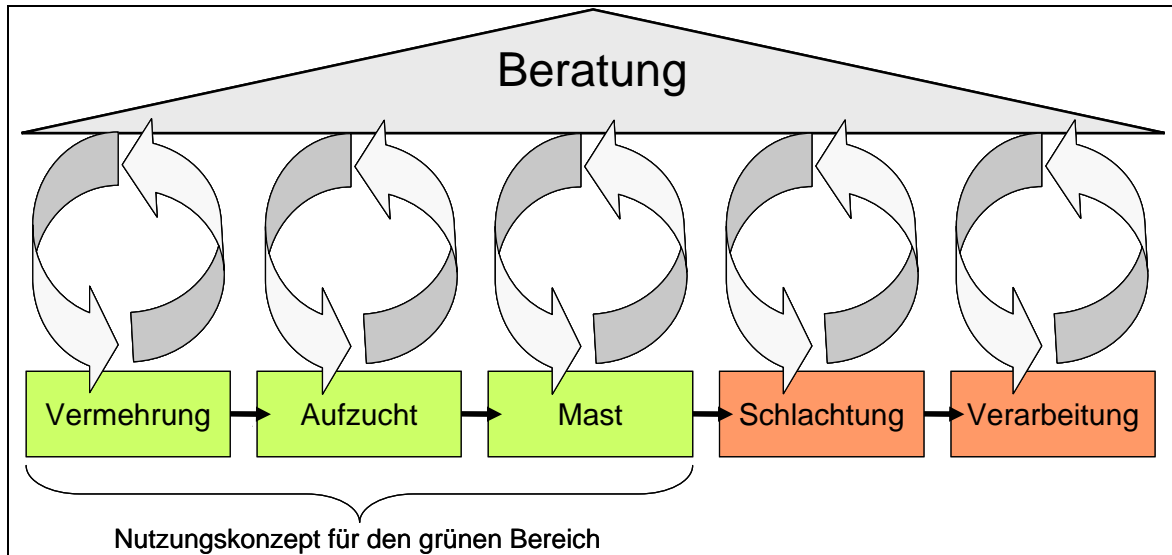 Beratung
Vermehrung
Aufzucht
Mast
Schlachtung
Verarbeitung
Nutzungskonzept für den grünen Bereich